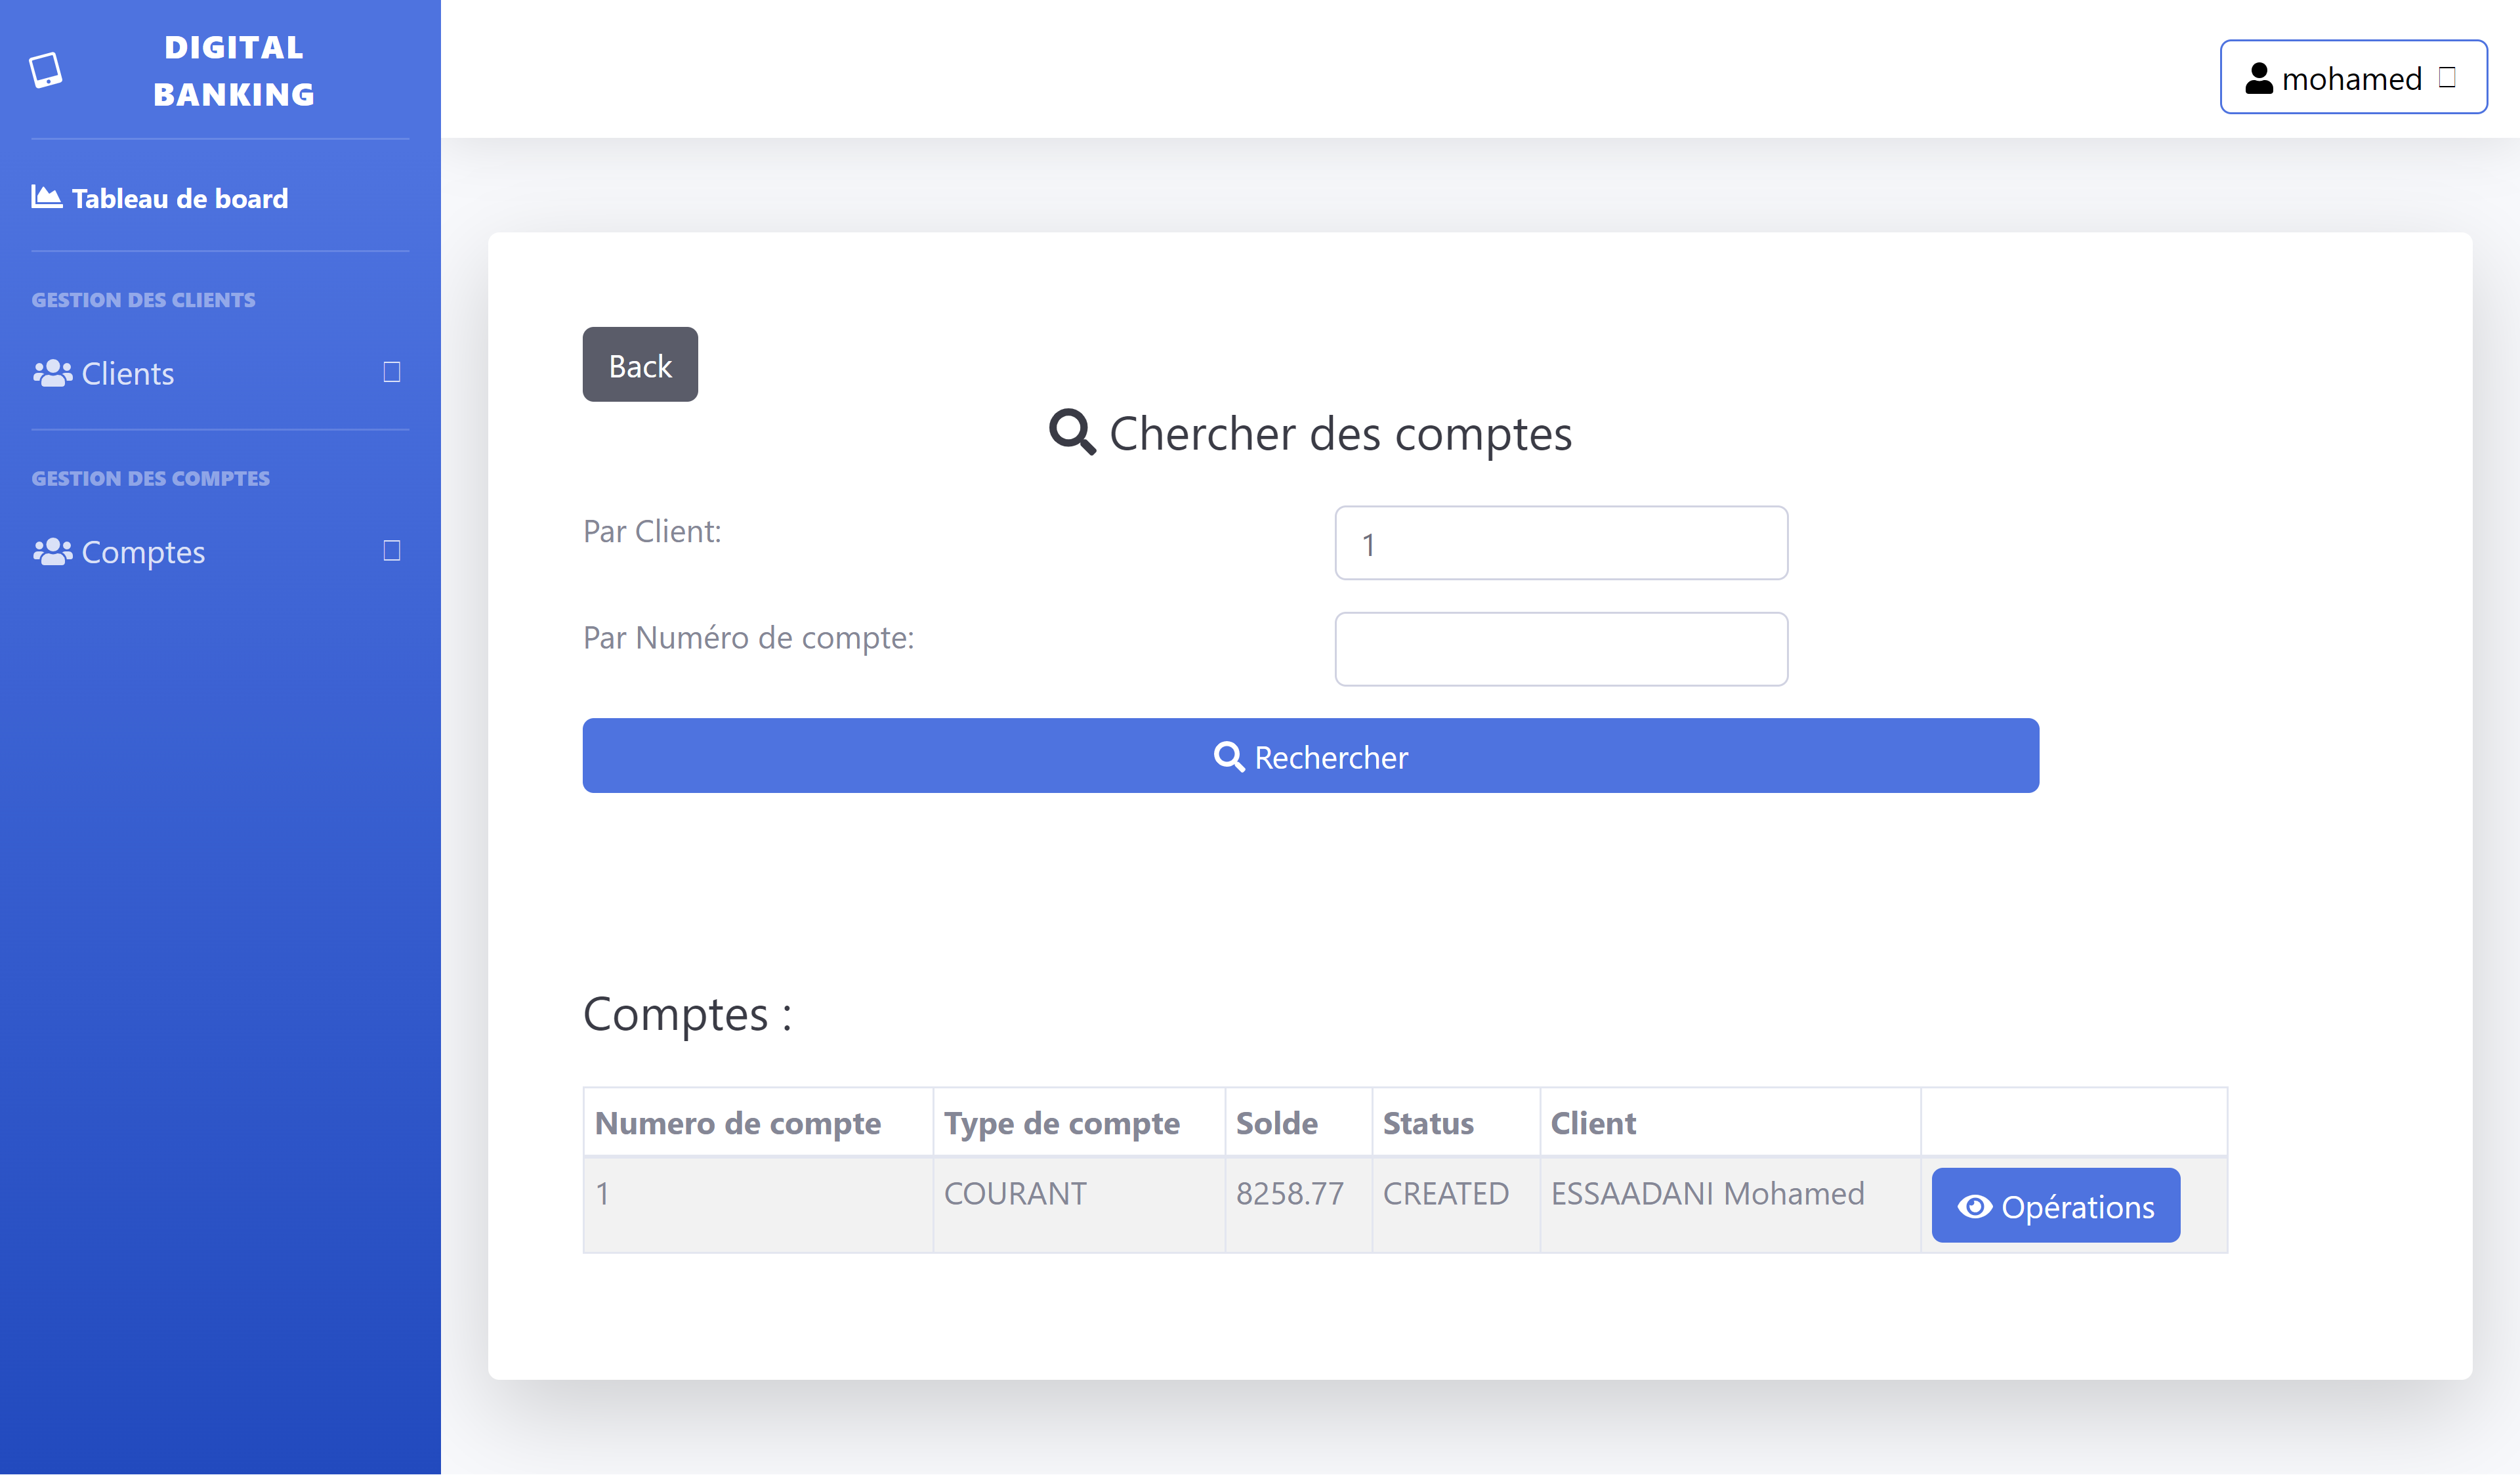 DIGITAL
BANKING
mohamed
Tableau de board
GESTION DES CLIENTS
Clients
GESTION DES COMPTES
Comptes
Back
Chercher des comptes
Par Client:
1
Par Numéro de compte:
Rechercher
Comptes :
Numero de compte Type de compte Solde Status Client
1 COURANT 8258.77 CREATED ESSAADANI Mohamed Opérations